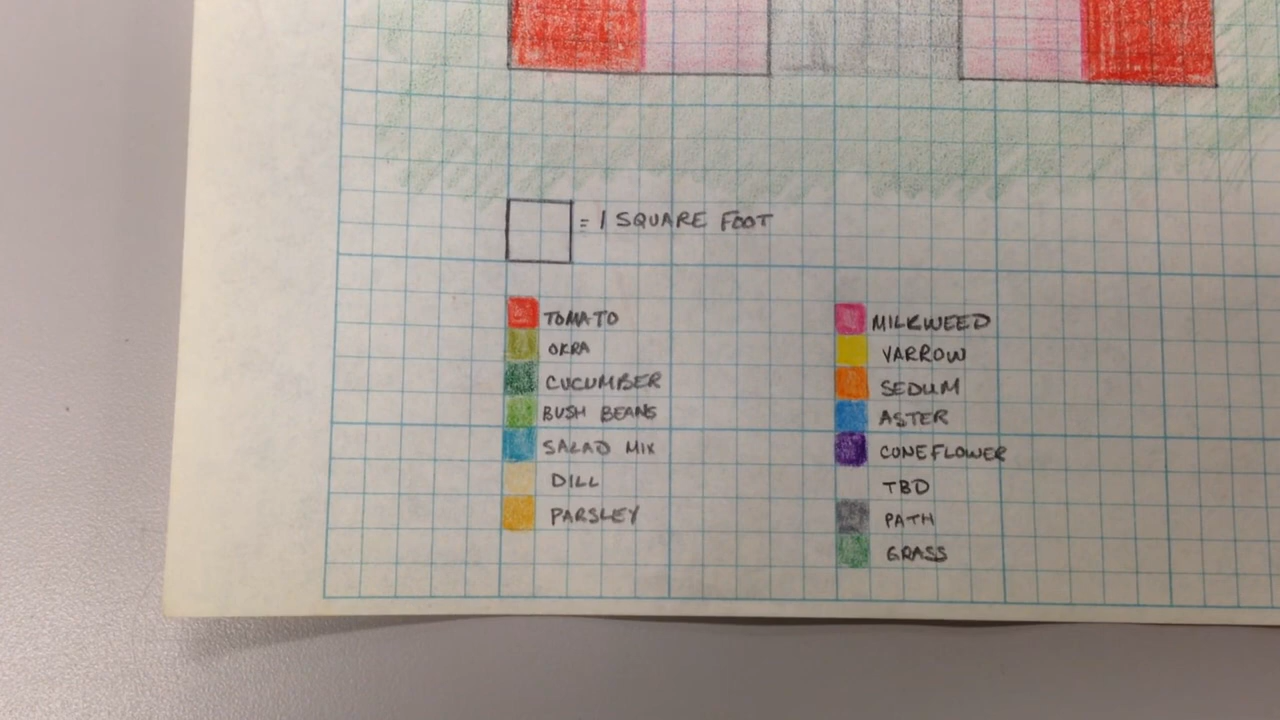 = 1 SQUARE FOOT
TOMATO
OKRA
CUCUMBER
BUSH BEANS
SALAD MIX
DILL
PARSLEY
MILKWEED
YARROW
SEDUM
ASTER
CONEFLOWER
TBD
PATH
GRASS